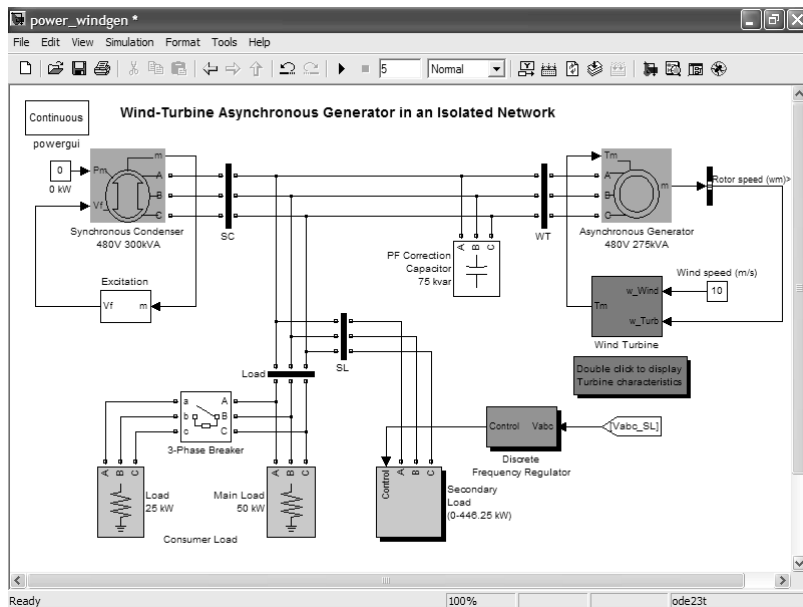 power_windgen *
File Edit View Simulation Format Tools Help
5 Normal
Continuous
powergui
Wind-Turbine Asynchronous Generator in an Isolated Network
0
0 kW
Pm
Vf
m
A
B
C
Synchronous Condenser
480V 300kVA
SC
Excitation
Vf m
A B C
PF Correction
Capacitor
75 kvar
WT
Tm
A
B
C
m
Asynchronous Generator
480V 275kVA
Rotor speed (wm)>
Wind speed (m/s)
10
w_Wind
Tm
w_Turb
Wind Turbine
Double click to display
Turbine characteristics
SL
Load
a A
b B
c C
3-Phase Breaker
A B C
Load
25 kW
Main Load
50 kW
A B C
Consumer Load
Control
A B C
Secondary
Load
(0-446.25 kW)
Control Vabc
Discrete
Frequency Regulator
[Vabc_SL]
Ready 100% ode23t